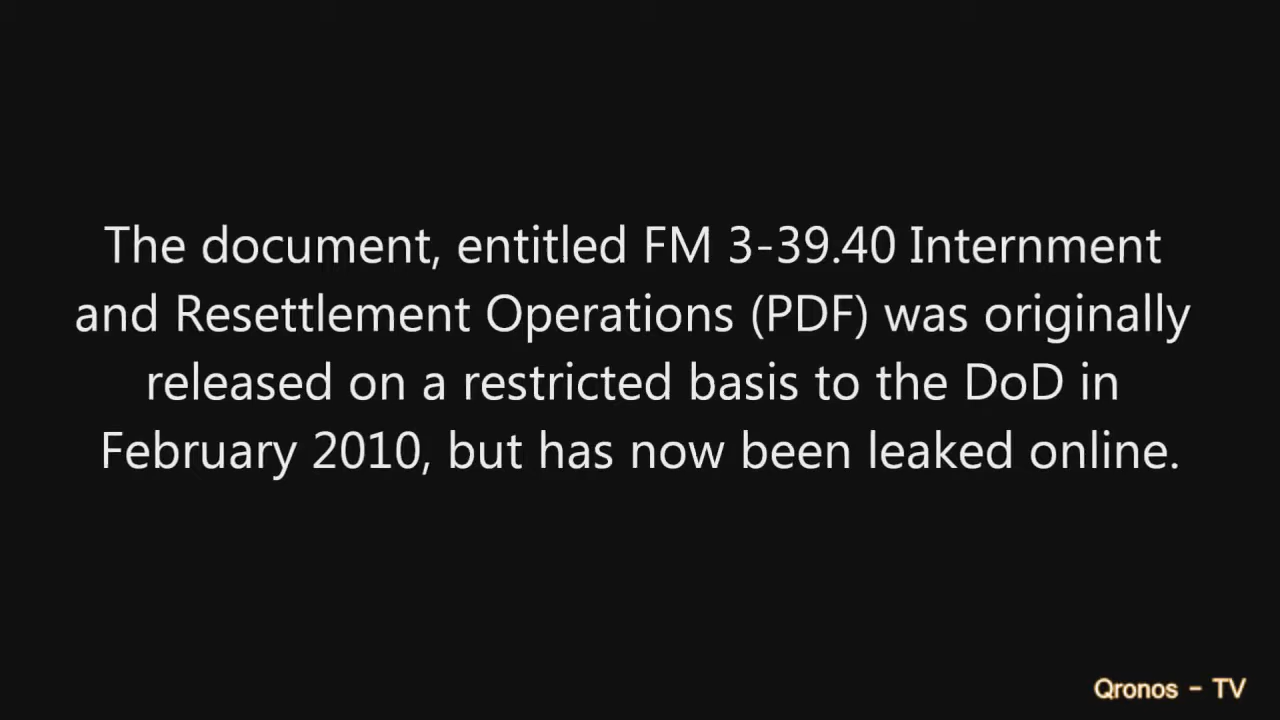 The document, entitled FM 3-39.40 Internment
and Resettlement Operations (PDF) was originally
released on a restricted basis to the DoD in
February 2010, but has now been leaked online.
Qronos - TV